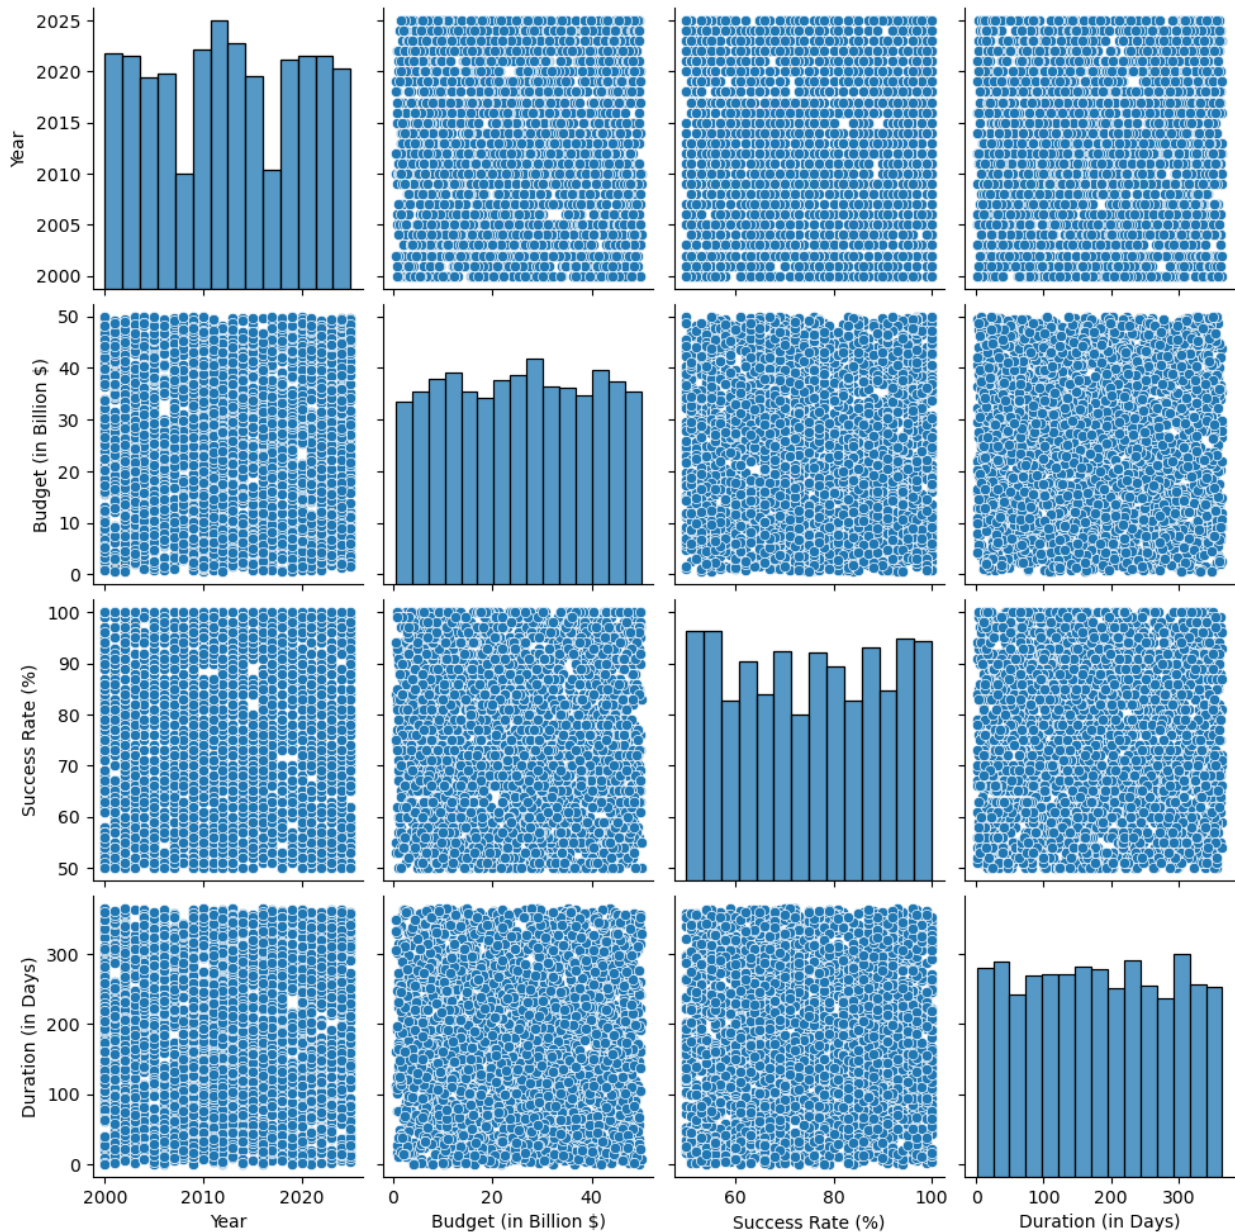 2025
2020
2015
2010
2005
2000
Year
50
40
30
20
10
0
Budget (in Billion $)
100
90
80
70
60
50
Success Rate (%)
300
200
100
0
Duration (in Days)
2000 2010 2020
Year
0 20 40
Budget (in Billion $)
60 80 100
Success Rate (%)
0 100 200 300
Duration (in Days)